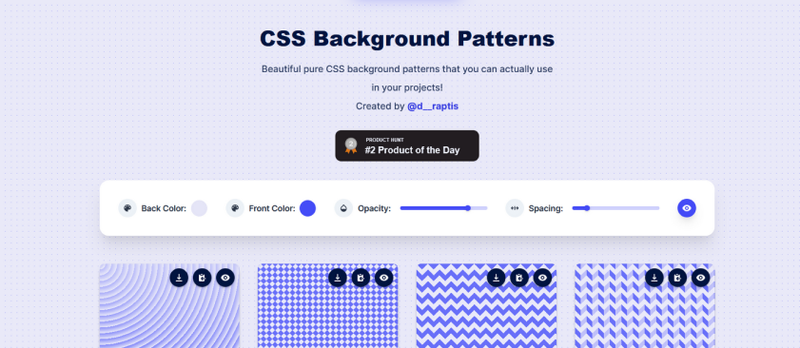 CSS Background Patterns
Beautiful pure CSS background patterns that you can actually use
in your projects!
Created by @d__raptis
PRODUCT HUNT
#2 Product of the Day
Back Color: Front Color: Opacity: Spacing: